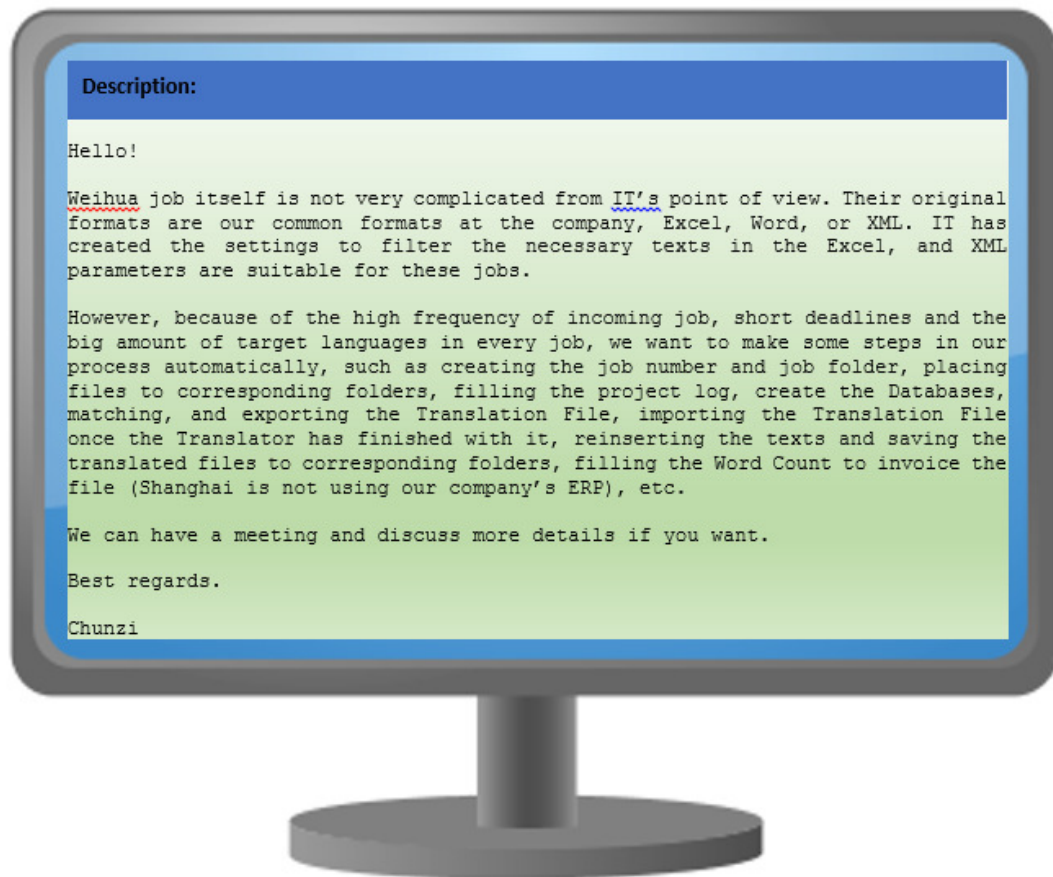 Description:
Hello!
Weihua job itself is not very complicated from IT’s point of view. Their original
formats are our common formats at the company, Excel, Word, or XML. IT has
created the settings to filter the necessary texts in the Excel, and XML
parameters are suitable for these jobs.
However, because of the high frequency of incoming job, short deadlines and the
big amount of target languages in every job, we want to make some steps in our
process automatically, such as creating the job number and job folder, placing
files to corresponding folders, filling the project log, create the Databases,
matching, and exporting the Translation File, importing the Translation File
once the Translator has finished with it, reinserting the texts and saving the
translated files to corresponding folders, filling the Word Count to invoice the
file (Shanghai is not using our company’s ERP), etc.
We can have a meeting and discuss more details if you want.
Best regards.
Chunzi